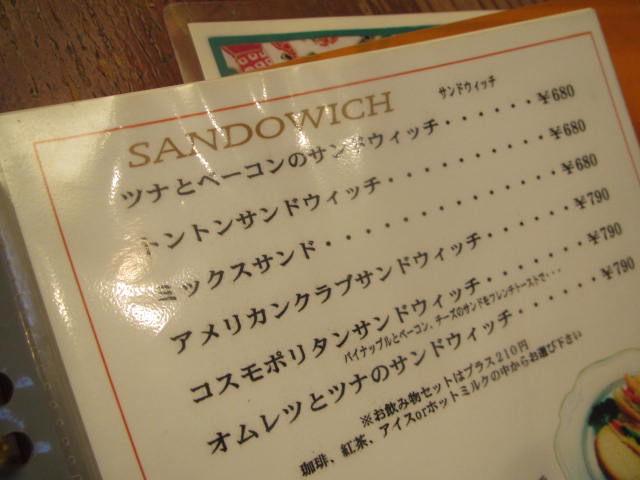 SANDOWICH サンドウィッチ
ツナとベーコンのサンドウィッチ・・・・・・¥680
トントンサンドウィッチ・・・・・・・・・¥680
ミックスサンド・・・・・・・・・・・・・¥680
アメリカンクラブサンドウィッチ・・・・・¥790
コスモポリタンサンドウィッチ・・・・・・¥790
パイナップルとベーコン、チーズのサンドをフレンチトーストで・・・
オムレツとツナのサンドウィッチ・・・・・・¥790
※お飲み物セットはプラス210円
珈琲、紅茶、アイスorホットミルクの中からお選び下さい